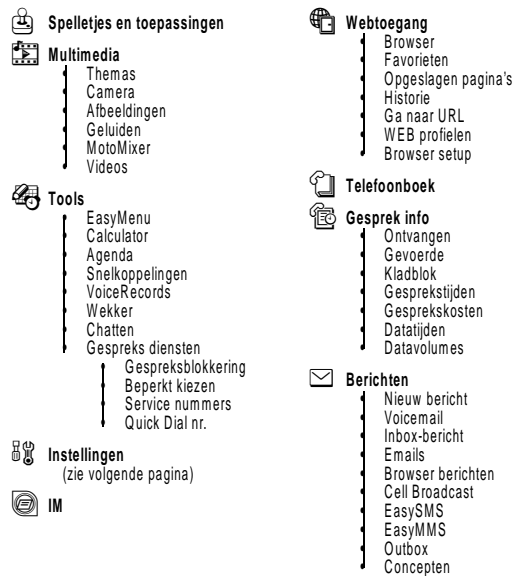 Spelletjes en toepassingen
Multimedia
Themas
Camera
Afbeeldingen
Geluiden
MotoMixer
Videos
Tools
EasyMenu
Calculator
Agenda
Snelkoppelingen
VoiceRecords
Wekker
Chatten
Gespreks diensten
Gespreksblokkering
Beperkt kiezen
Service nummers
Quick Dial nr.
Instellingen
(zie volgende pagina)
IM
Webtoegang
Browser
Favorieten
Opgeslagen pagina's
Historie
Ga naar URL
WEB profielen
Browser setup
Telefoonboek
Gesprek info
Ontvangen
Gevoerde
Kladblok
Gesprekstijden
Gesprekskosten
Datatijden
Datavolumes
Berichten
Nieuw bericht
Voicemail
Inbox-bericht
Emails
Browser berichten
Cell Broadcast
EasySMS
EasyMMS
Outbox
Concepten